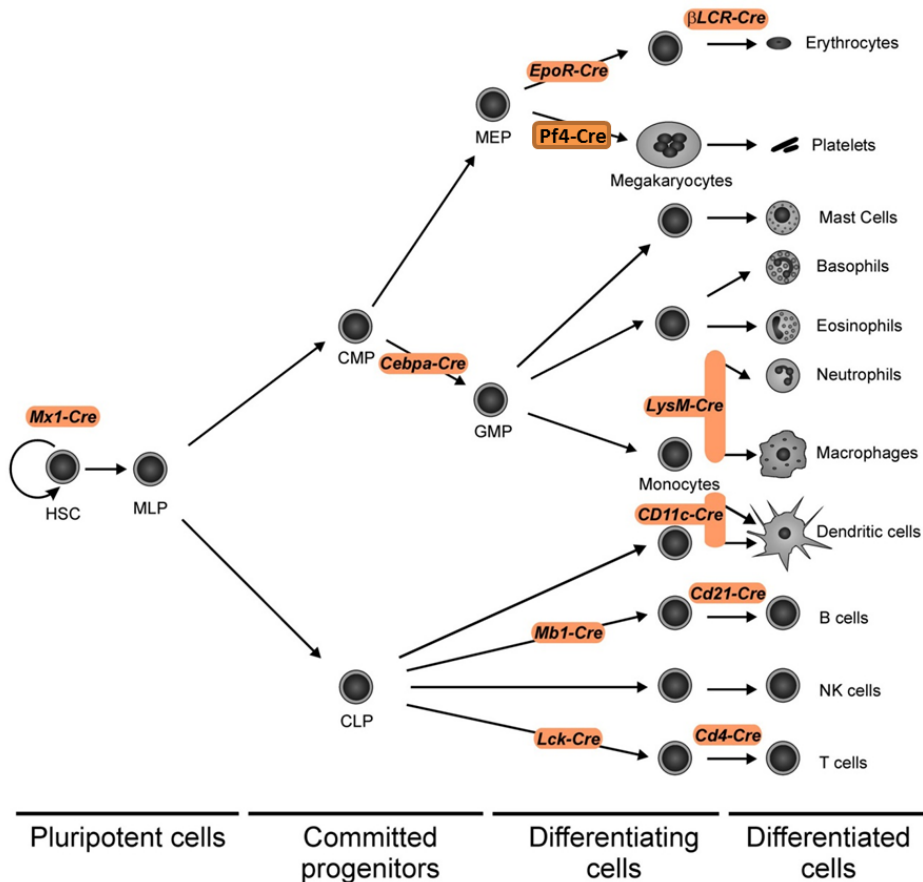 βLCR-Cre
Erythrocytes
EpoR-Cre
MEP
Pf4-Cre
Platelets
Megakaryocytes
Mast Cells
Basophils
CMP
Cebpa-Cre
Eosinophils
Neutrophils
LysM-Cre
GMP
Mx1-Cre
Macrophages
Monocytes
HSC
MLP
CD11c-Cre
Dendritic cells
Cd21-Cre
B cells
Mb1-Cre
NK cells
CLP
Lck-Cre
Cd4-Cre
T cells
Pluripotent cells
Committed
progenitors
Differentiating
cells
Differentiated
cells